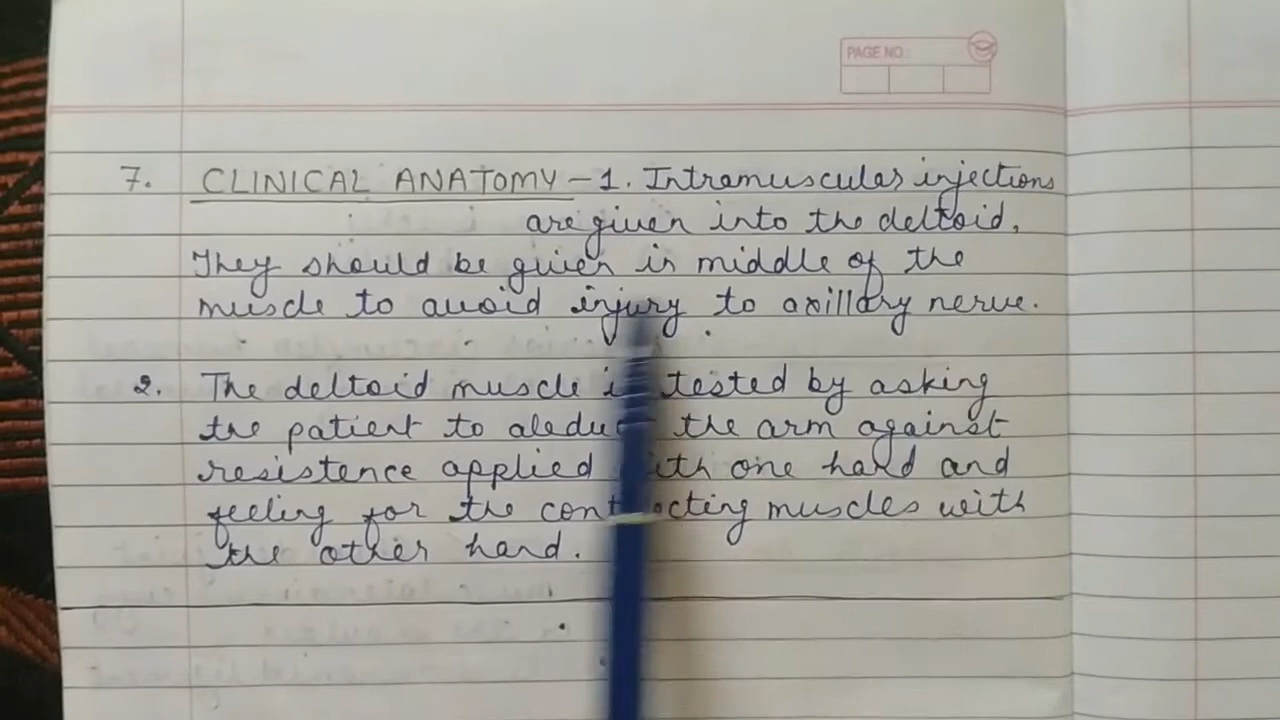 PAGE NO.:
7. CLINICAL ANATOMY - 1. Intramuscular injections
are given into the deltoid.
They should be given in middle of the
muscle to avoid injury to axillary nerve.
2. The deltoid muscle tested by asking
the patient to the arm against
resistence applied one hand and
feeling for the muscles with
the other hand.